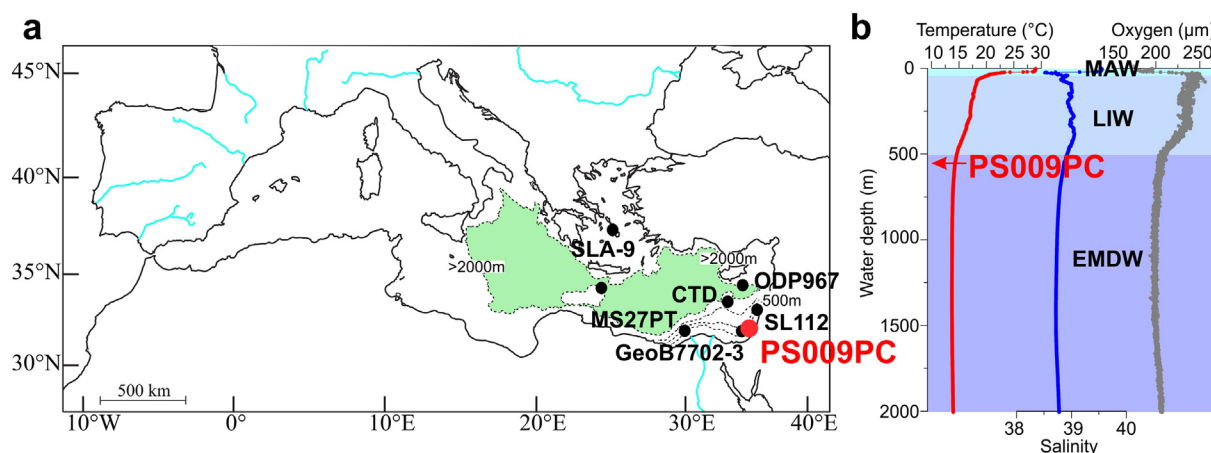 a
45°N
40°N
35°N
30°N
10°W
0°
10°E
20°E
30°E
40°E
500 km
>2000m
>2000m
500m
SLA-9
ODP967
CTD
MS27PT
SL112
GeoB7702-3
PS009PC
b
Temperature (°C)
Oxygen (µm)
10 15 20 25 30
150 200 250
MAW
LIW
PS009PC
EMDW
Water depth (m)
0
500
1000
1500
2000
38 39 40
Salinity